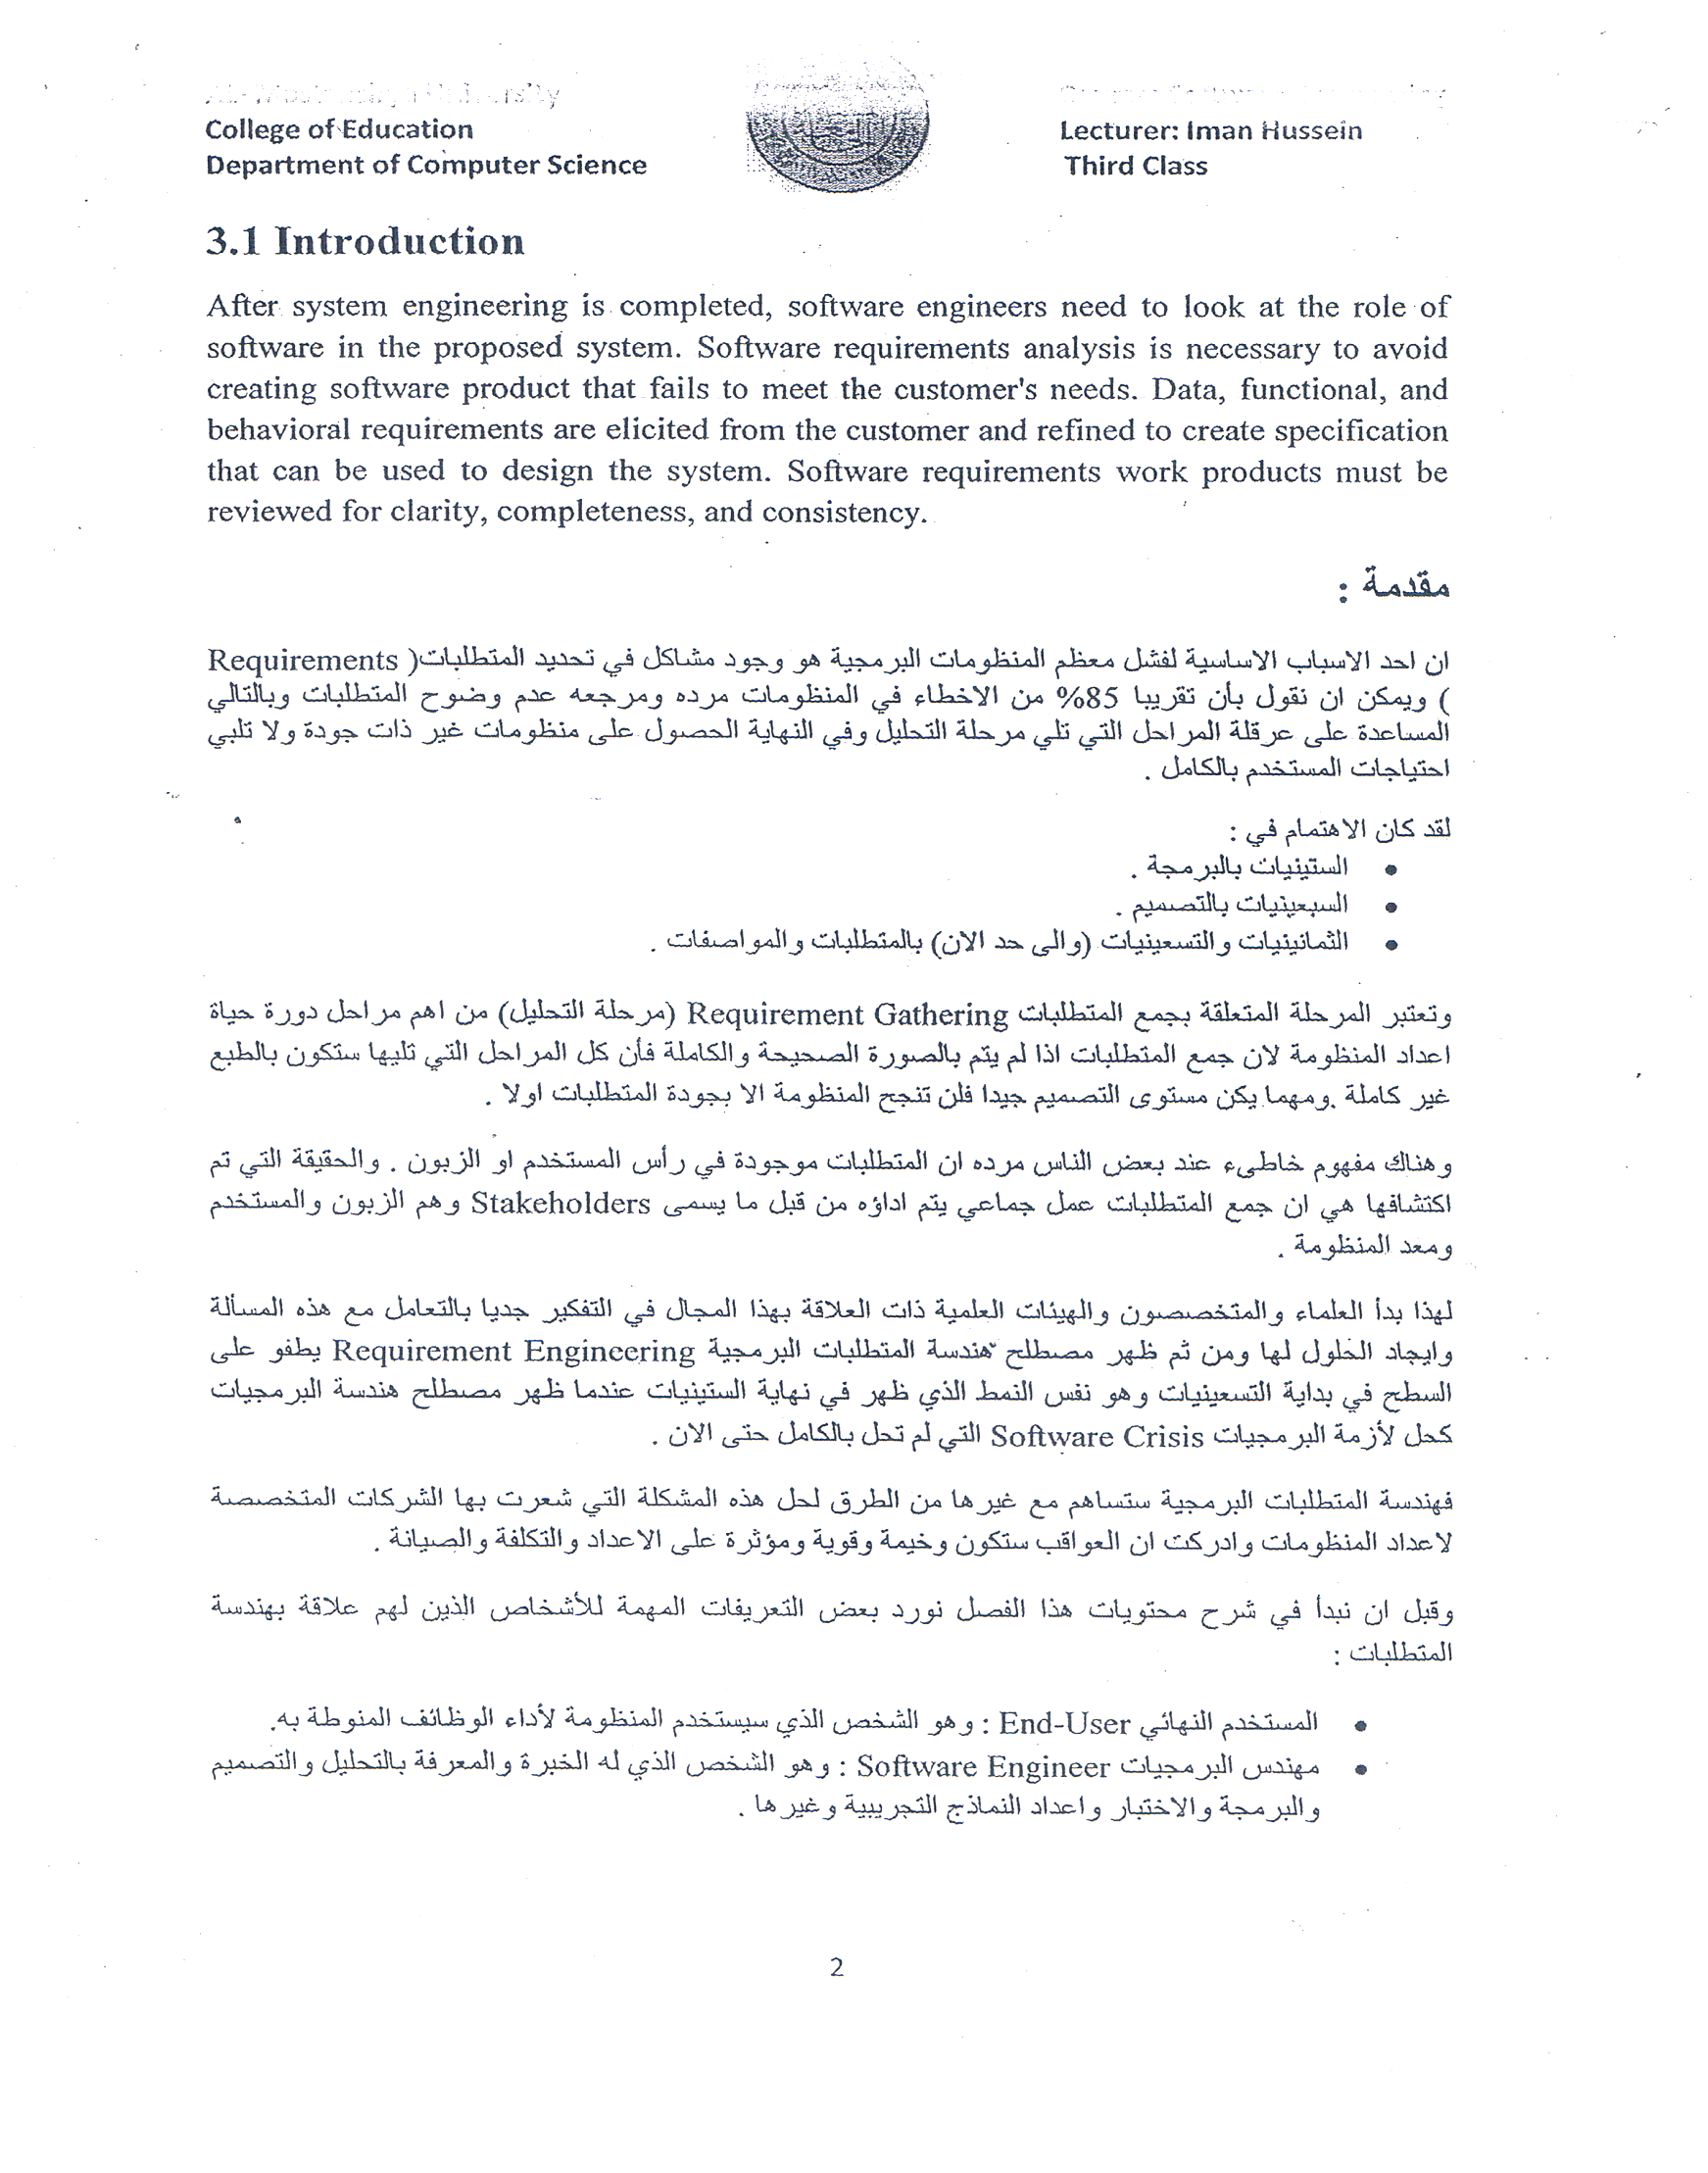 University
College of Education
Department of Computer Science
Lecturer: Iman Hussein
Third Class
3.1 Introduction
After system engineering is completed, software engineers need to look at the role of
software in the proposed system. Software requirements analysis is necessary to avoid
creating software product that fails to meet the customer's needs. Data, functional, and
behavioral requirements are elicited from the customer and refined to create specification
that can be used to design the system. Software requirements work products must be
reviewed for clarity, completeness, and consistency.
مقدمة :
ان احد الاسباب الاساسية لفشل معظم المنظومات البرمجية هو وجود مشاكل في تحديد المتطلبات( Requirements
) ويمكن ان نقول بأن تقريبا 85% من الاخطاء في المنظومات مرده ومرجعه عدم وضوح المتطلبات وبالتالي
المساعدة على عرقلة المراحل التي تلي مرحلة التحليل وفي النهاية الحصول على منظومات غير ذات جودة ولا تلبي
احتياجات المستخدم بالكامل .
لقد كان الاهتمام في :
• الستينيات بالبرمجة .
• السبعينيات بالتصميم .
• الثمانينيات والتسعينيات (والى حد الان) بالمتطلبات والمواصفات .
وتعتبر المرحلة المتعلقة بجمع المتطلبات Requirement Gathering (مرحلة التحليل) من اهم مراحل دورة حياة
اعداد المنظومة لان جمع المتطلبات اذا لم يتم بالصورة الصحيحة والكاملة فأن كل المراحل التي تليها ستكون بالطبع
غير كاملة .ومهما يكن مستوى التصميم جيدا فلن تنجح المنظومة الا بجودة المتطلبات اولا .
وهناك مفهوم خاطىء عند بعض الناس مرده ان المتطلبات موجودة في رأس المستخدم او الزبون . والحقيقة التي تم
اكتشافها هي ان جمع المتطلبات عمل جماعي يتم اداؤه من قبل ما يسمى Stakeholders وهم الزبون والمستخدم
ومعد المنظومة .
لهذا بدأ العلماء والمتخصصون والهيئات العلمية ذات العلاقة بهذا المجال في التفكير جديا بالتعامل مع هذه المسألة
وايجاد الحلول لها ومن ثم ظهر مصطلح هندسة المتطلبات البرمجية Requirement Engineering يطفو على
السطح في بداية التسعينيات وهو نفس النمط الذي ظهر في نهاية الستينيات عندما ظهر مصطلح هندسة البرمجيات
كحل لأزمة البرمجيات Software Crisis التي لم تحل بالكامل حتى الان .
فهندسة المتطلبات البرمجية ستساهم مع غيرها من الطرق لحل هذه المشكلة التي شعرت بها الشركات المتخصصة
لاعداد المنظومات وادركت ان العواقب ستكون وخيمة وقوية ومؤثرة على الاعداد والتكلفة والصيانة .
وقبل ان نبدأ في شرح محتويات هذا الفصل نورد بعض التعريفات المهمة للأشخاص الذين لهم علاقة بهندسة
المتطلبات :
• المستخدم النهائي End-User : وهو الشخص الذي سيستخدم المنظومة لأداء الوظائف المنوطة به.
• مهندس البرمجيات Software Engineer : وهو الشخص الذي له الخبرة والمعرفة بالتحليل والتصميم
والبرمجة والاختبار واعداد النماذج التجريبية وغيرها .
2